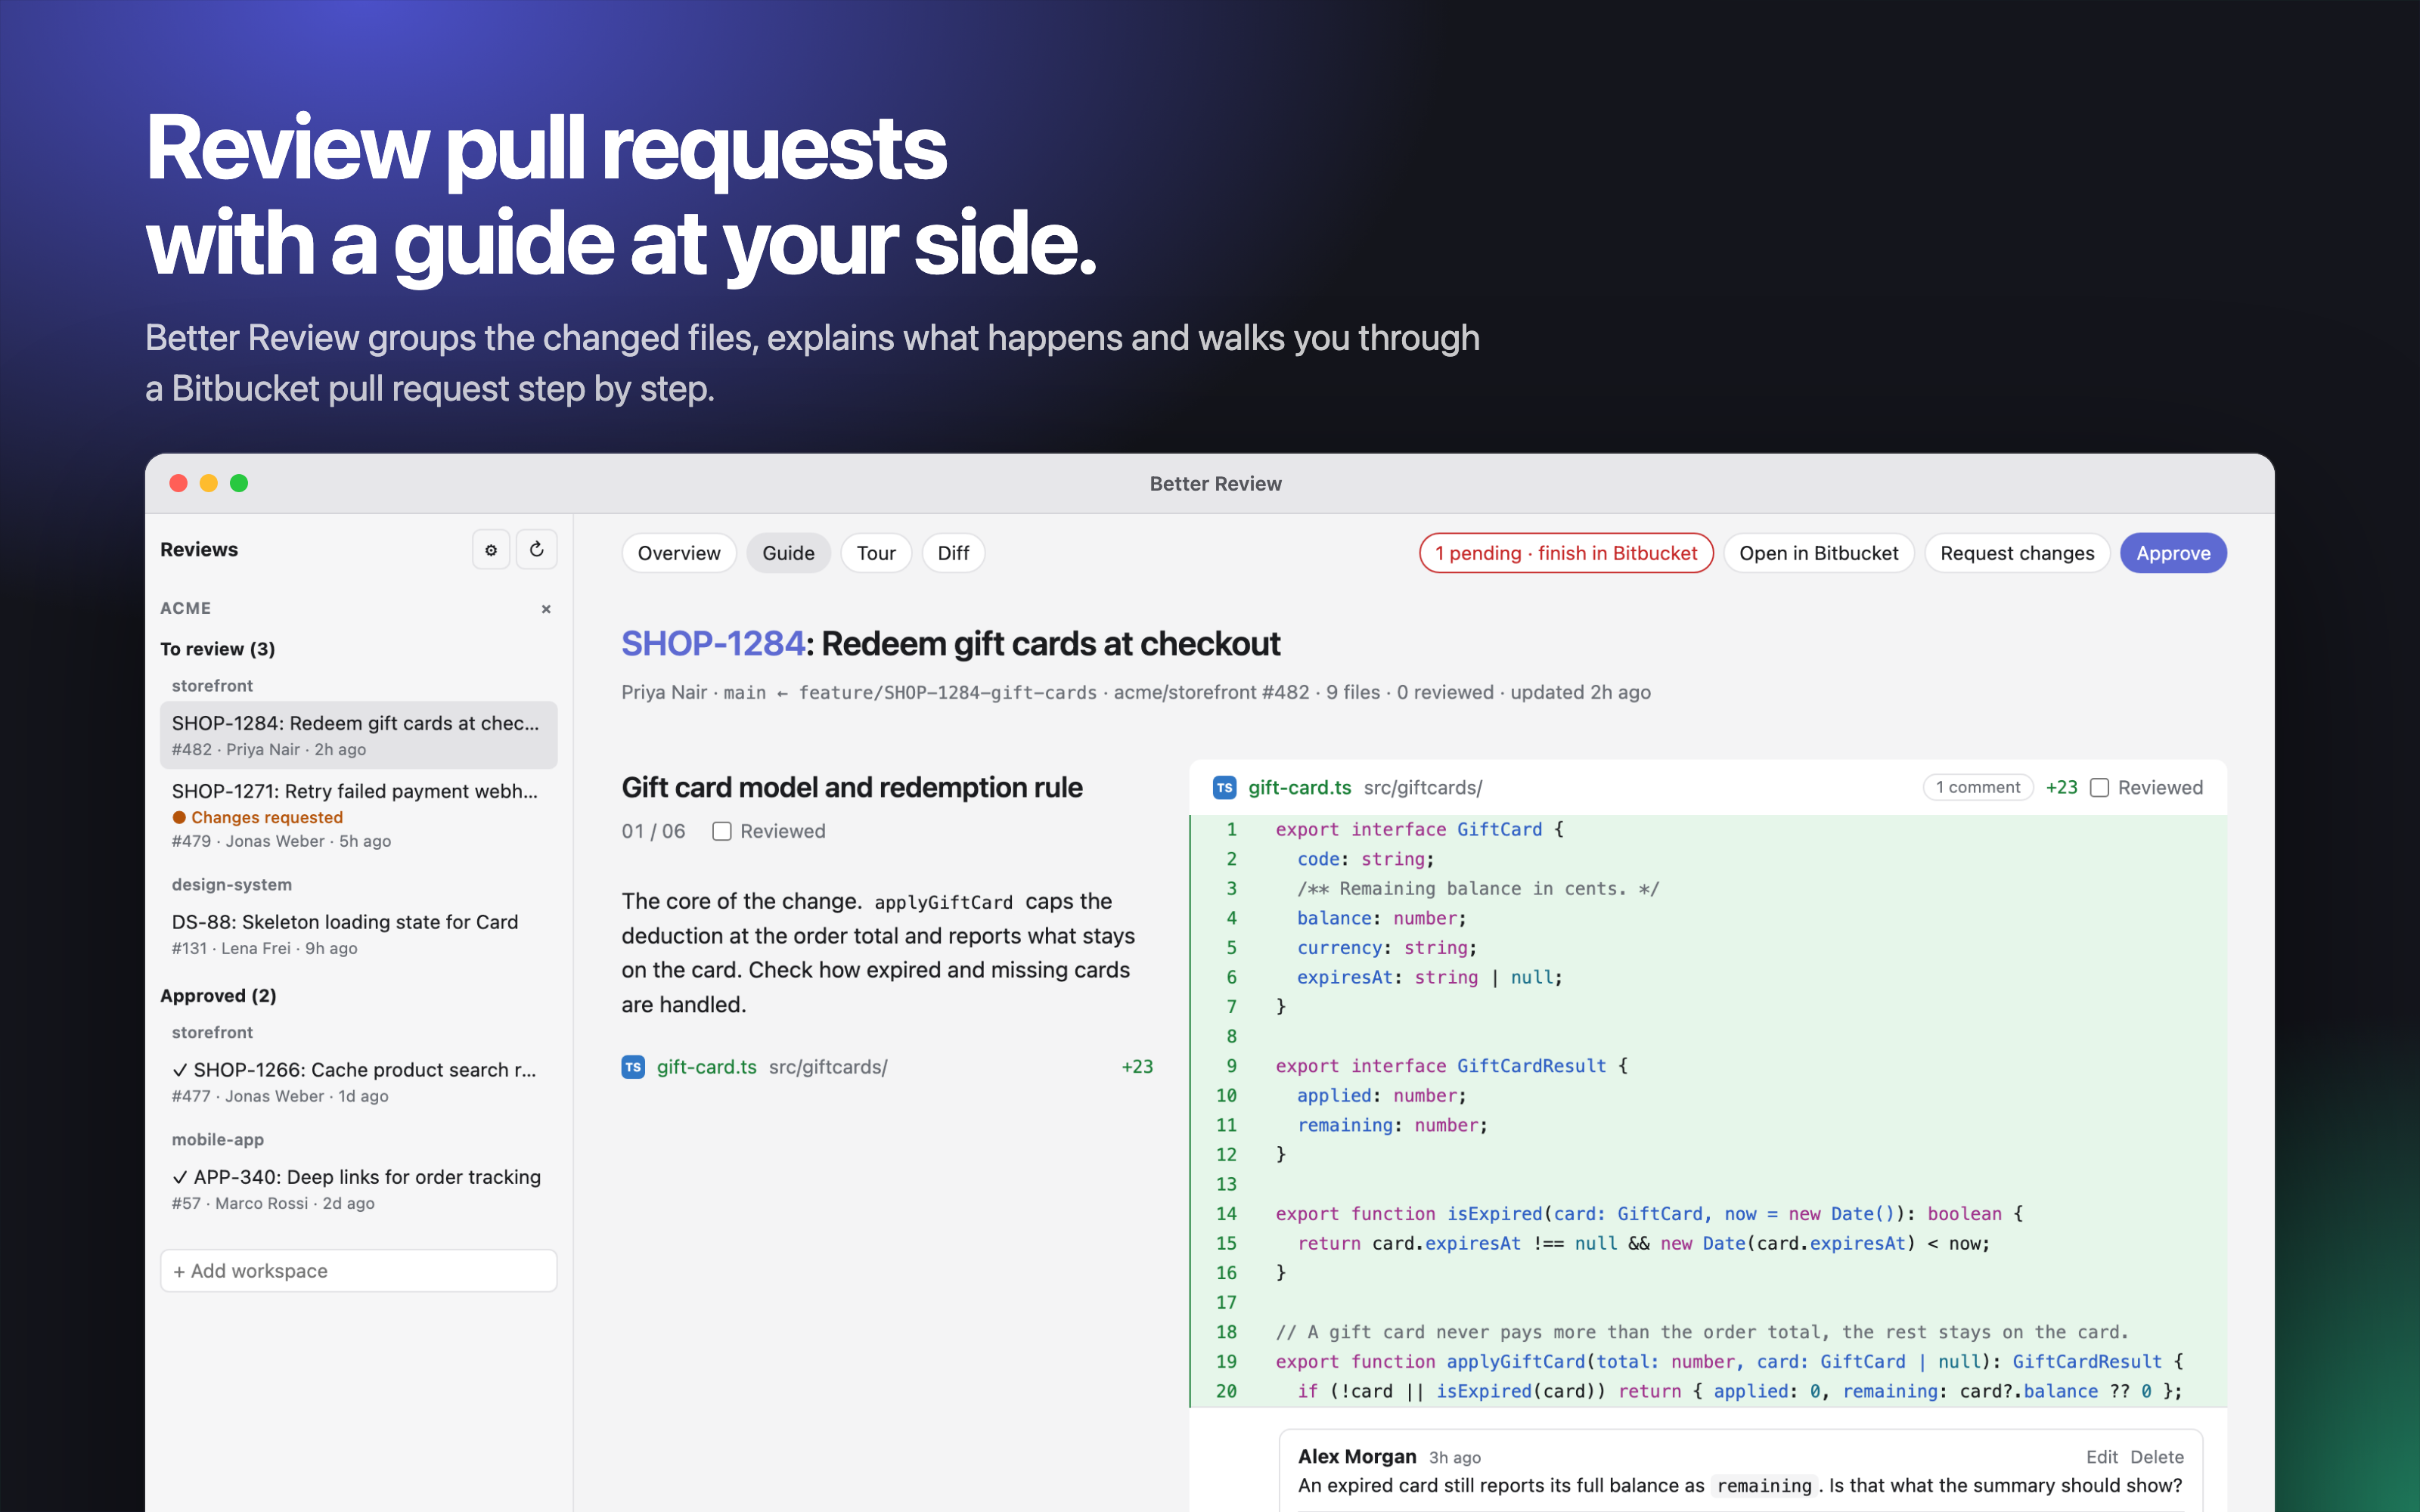 Review pull requests
with a guide at your side.
Better Review groups the changed files, explains what happens and walks you through
a Bitbucket pull request step by step.
Better Review
Reviews
ACME ×
To review (3)
storefront
SHOP-1284: Redeem gift cards at chec...
#482 · Priya Nair · 2h ago
SHOP-1271: Retry failed payment webh...
Changes requested
#479 · Jonas Weber · 5h ago
design-system
DS-88: Skeleton loading state for Card
#131 · Lena Frei · 9h ago
Approved (2)
storefront
✓ SHOP-1266: Cache product search r...
#477 · Jonas Weber · 1d ago
mobile-app
✓ APP-340: Deep links for order tracking
#57 · Marco Rossi · 2d ago
+ Add workspace
Overview Guide Tour Diff 1 pending · finish in Bitbucket Open in Bitbucket Request changes Approve
SHOP-1284: Redeem gift cards at checkout
Priya Nair · main ← feature/SHOP-1284-gift-cards · acme/storefront #482 · 9 files · 0 reviewed · updated 2h ago
Gift card model and redemption rule
01 / 06 Reviewed
The core of the change. applyGiftCard caps the
deduction at the order total and reports what stays
on the card. Check how expired and missing cards
are handled.
TS gift-card.ts src/giftcards/ +23
TS gift-card.ts src/giftcards/ 1 comment +23 Reviewed
1 export interface GiftCard {
2 code: string;
3 /** Remaining balance in cents. */
4 balance: number;
5 currency: string;
6 expiresAt: string | null;
7 }
8
9 export interface GiftCardResult {
10 applied: number;
11 remaining: number;
12 }
13
14 export function isExpired(card: GiftCard, now = new Date()): boolean {
15 return card.expiresAt !== null && new Date(card.expiresAt) < now;
16 }
17
18 // A gift card never pays more than the order total, the rest stays on the card.
19 export function applyGiftCard(total: number, card: GiftCard | null): GiftCardResult {
20 if (!card || isExpired(card)) return { applied: 0, remaining: card?.balance ?? 0 };
Alex Morgan 3h ago Edit Delete
An expired card still reports its full balance as remaining. Is that what the summary should show?